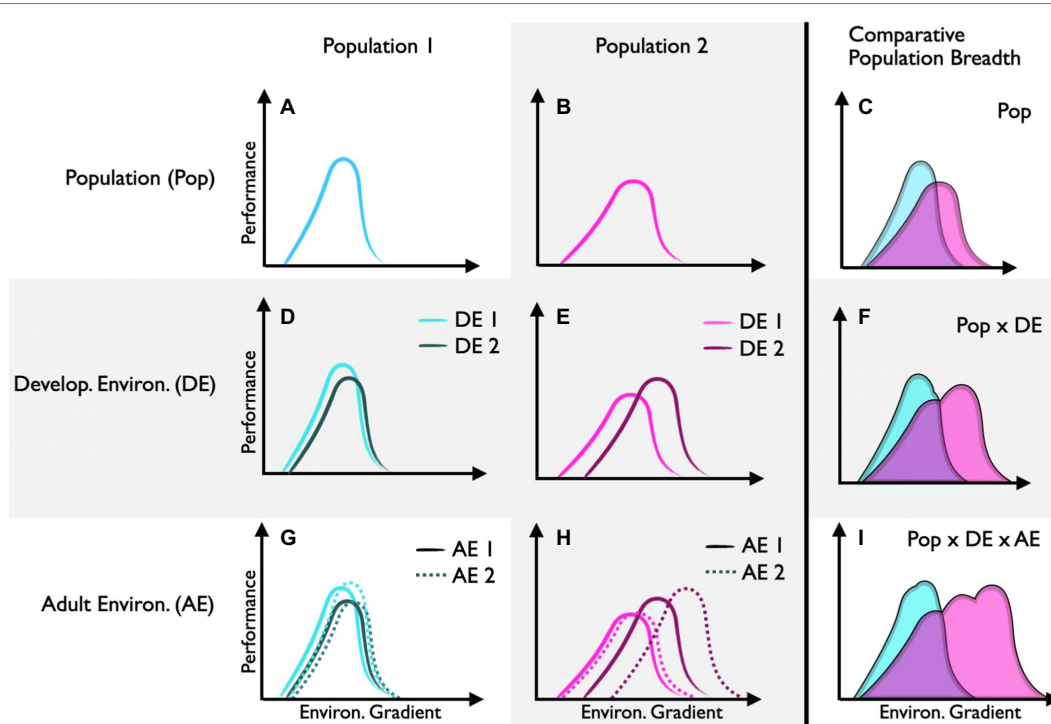 Population 1
Population 2
Comparative
Population Breadth
Population (Pop)
Performance
A
B
C
Pop
Develop. Environ. (DE)
Performance
D
DE 1
DE 2
E
DE 1
DE 2
F
Pop x DE
Adult Environ. (AE)
Performance
G
AE 1
AE 2
H
AE 1
AE 2
I
Pop x DE x AE
Environ. Gradient
Environ. Gradient